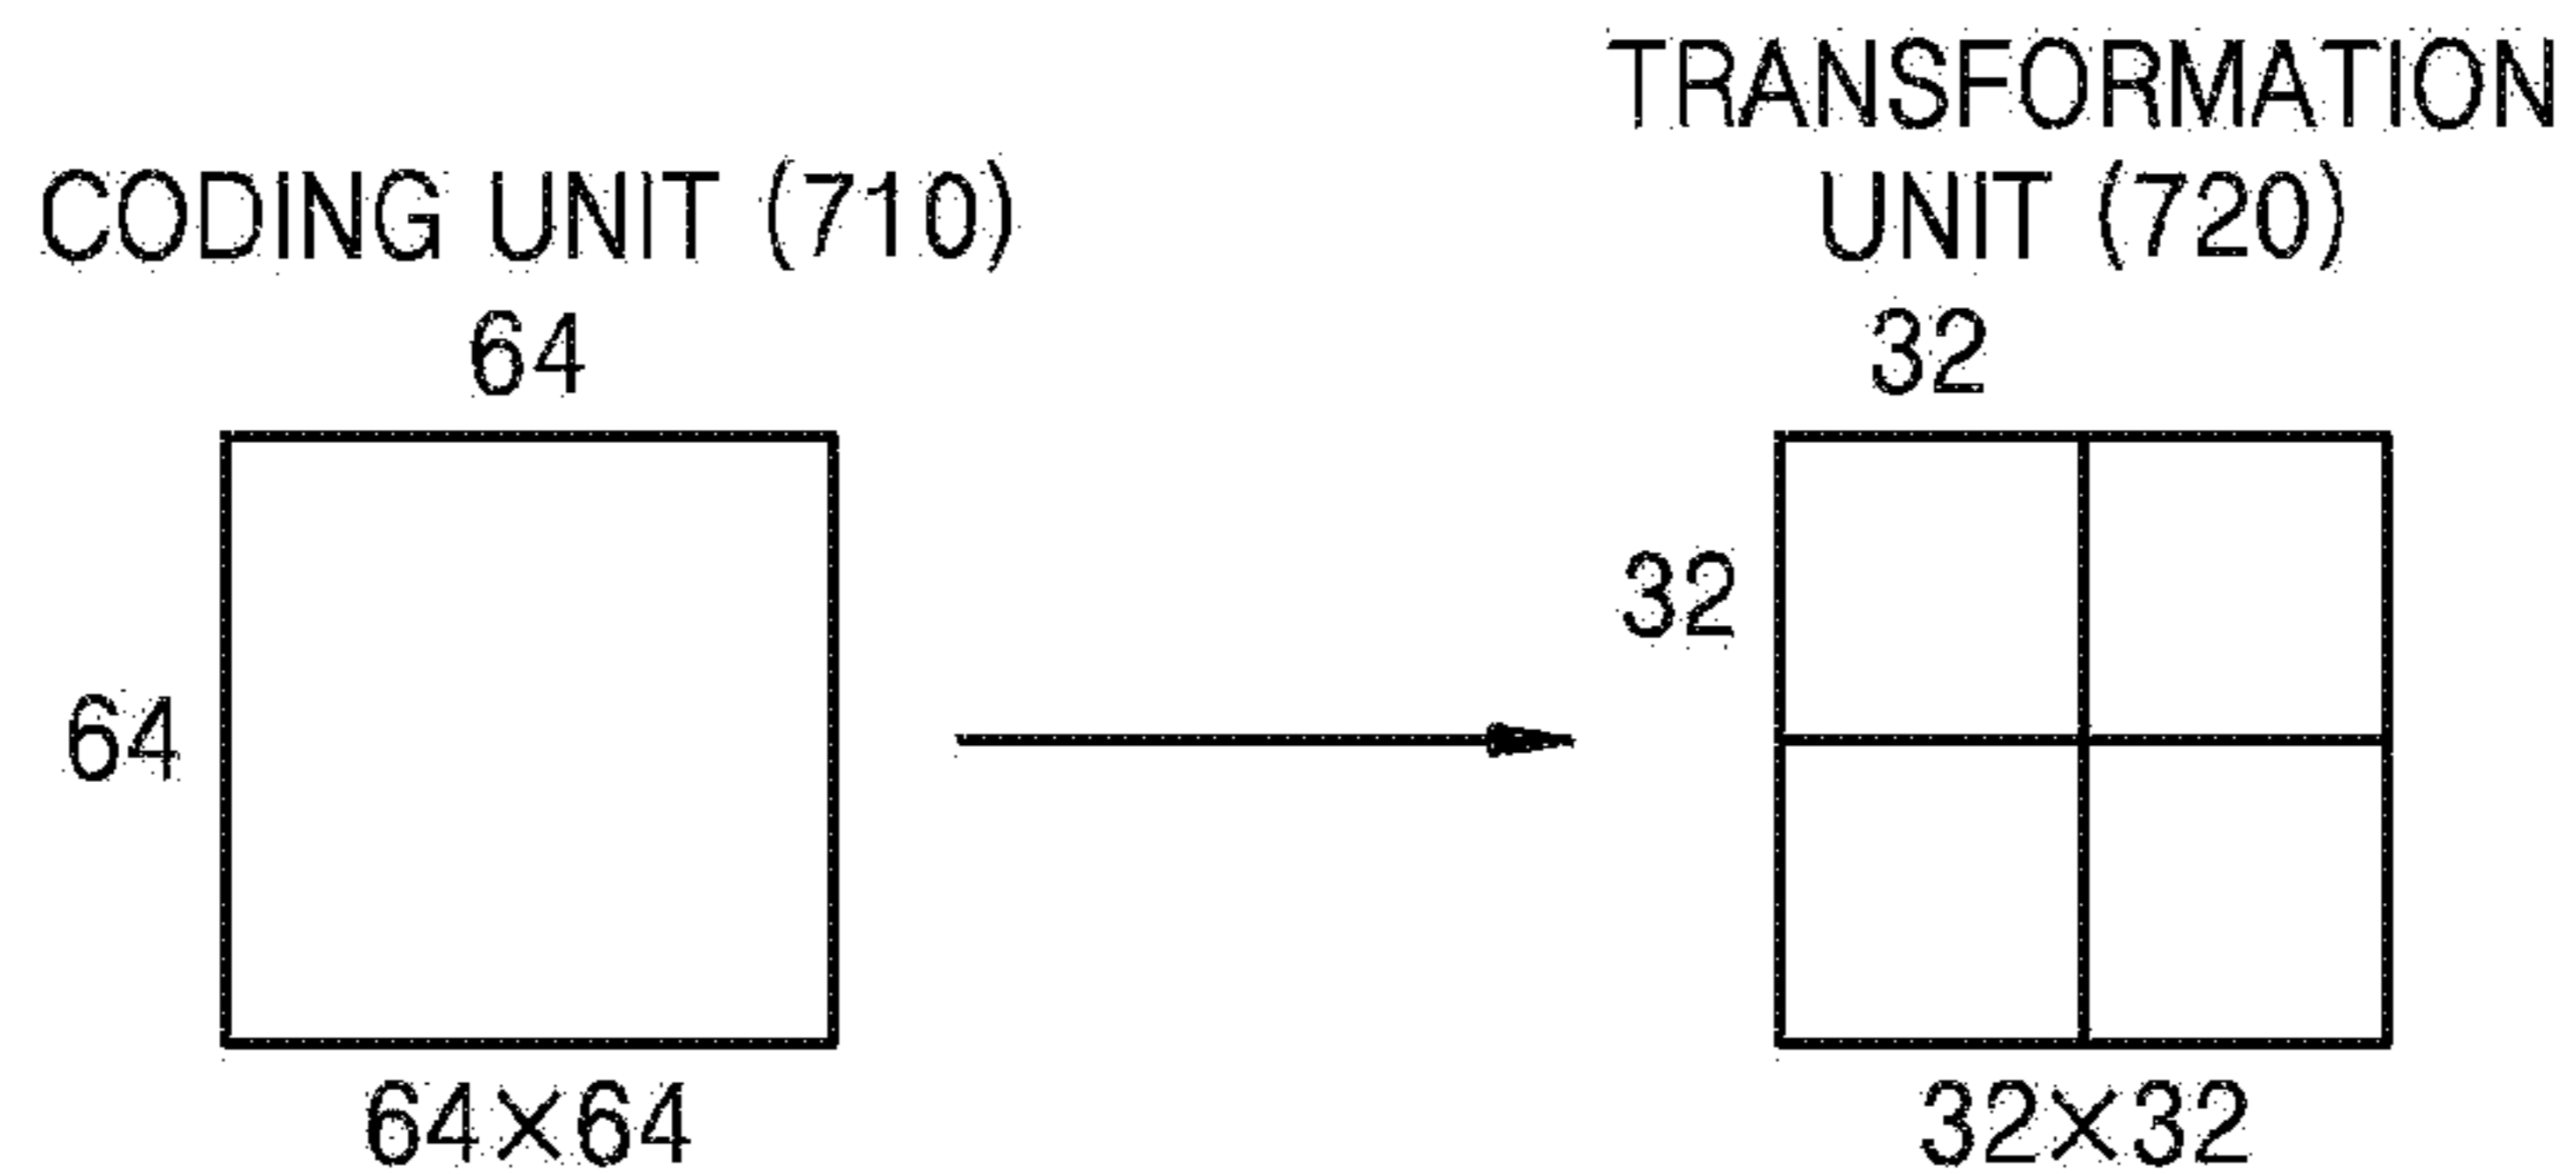 CODING UNIT (710)
64
64
64×64
TRANSFORMATION
UNIT (720)
32
32
32×32